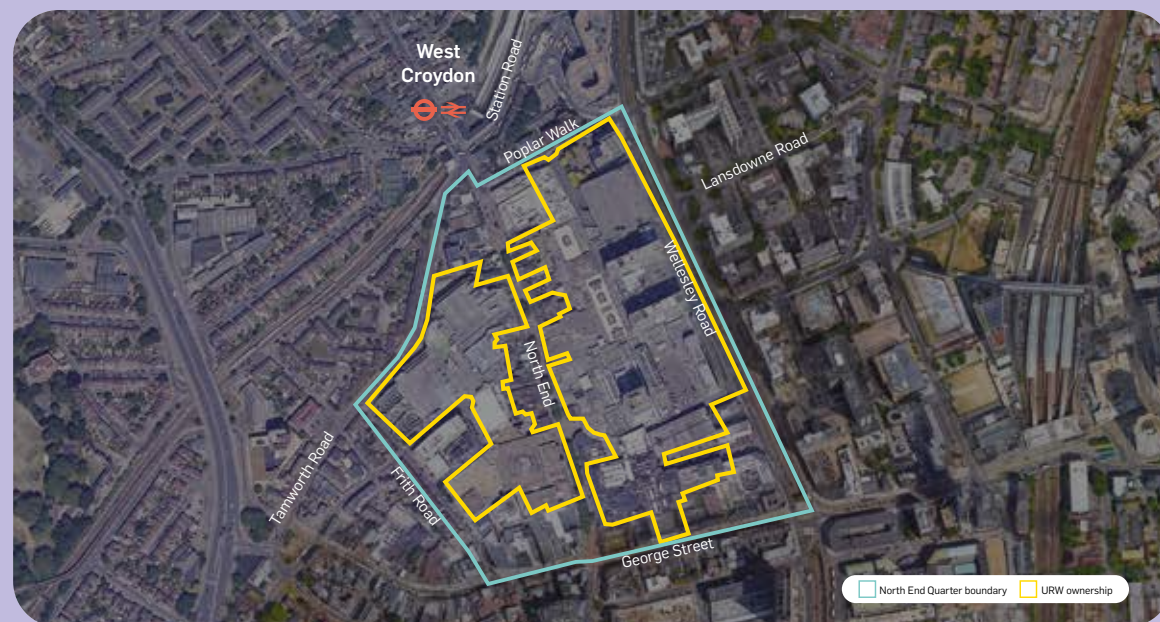 West
Croydon
Station Road
Poplar Walk
Lansdowne Road
Wellesley Road
North End
Tamworth Road
Frith Road
George Street
North End Quarter boundary
URW ownership